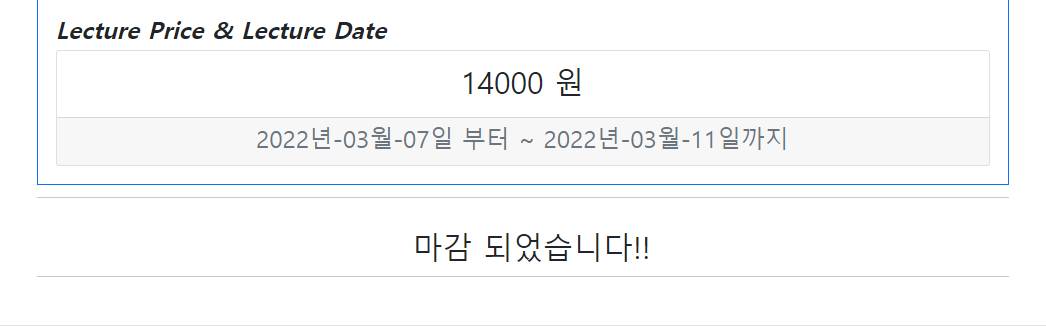 Lecture Price & Lecture Date
14000 원
2022년-03월-07일 부터 ~ 2022년-03월-11일까지
마감 되었습니다!!